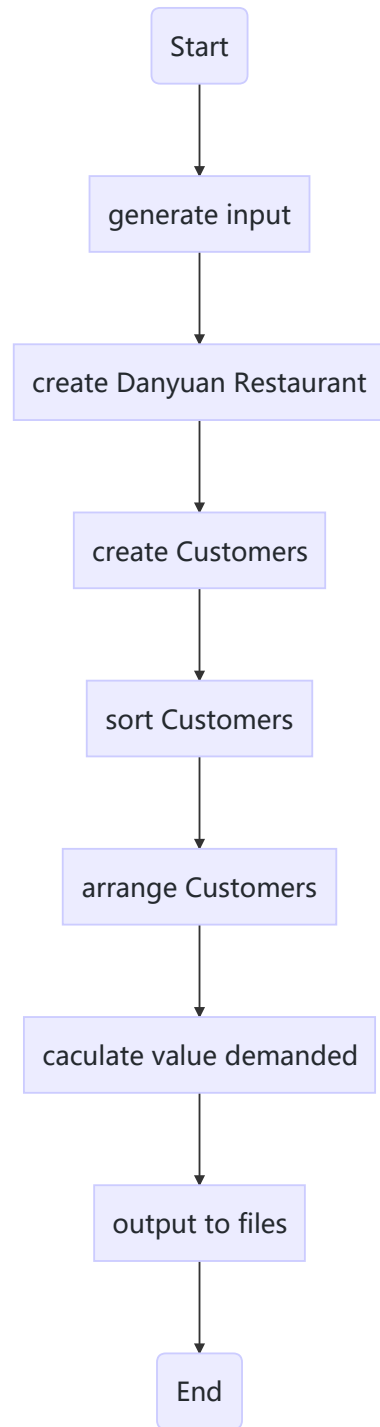 Start
generate input
create Danyuan Restaurant
create Customers
sort Customers
arrange Customers
caculate value demanded
output to files
End